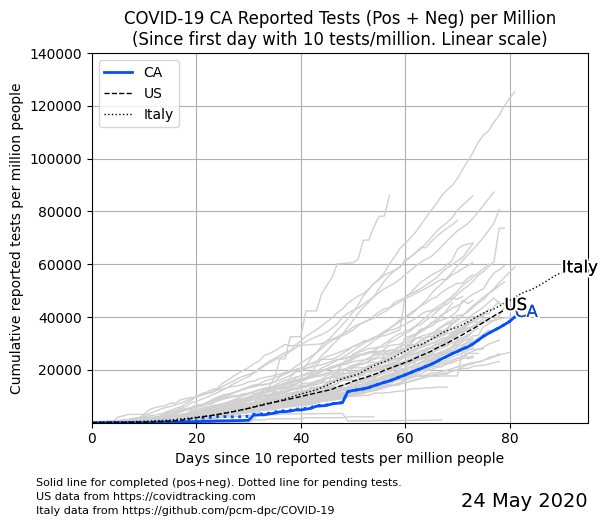 COVID-19 CA Reported Tests (Pos + Neg) per Million
(Since first day with 10 tests/million. Linear scale)
Cumulative reported tests per million people
140000
120000
100000
80000
60000
40000
20000
CA
US
Italy
Italy
US
CA
0
20
40
60
80
Days since 10 reported tests per million people
Solid line for completed (pos+neg). Dotted line for pending tests.
US data from https://covidtracking.com
Italy data from https://github.com/pcm-dpc/COVID-19
24 May 2020